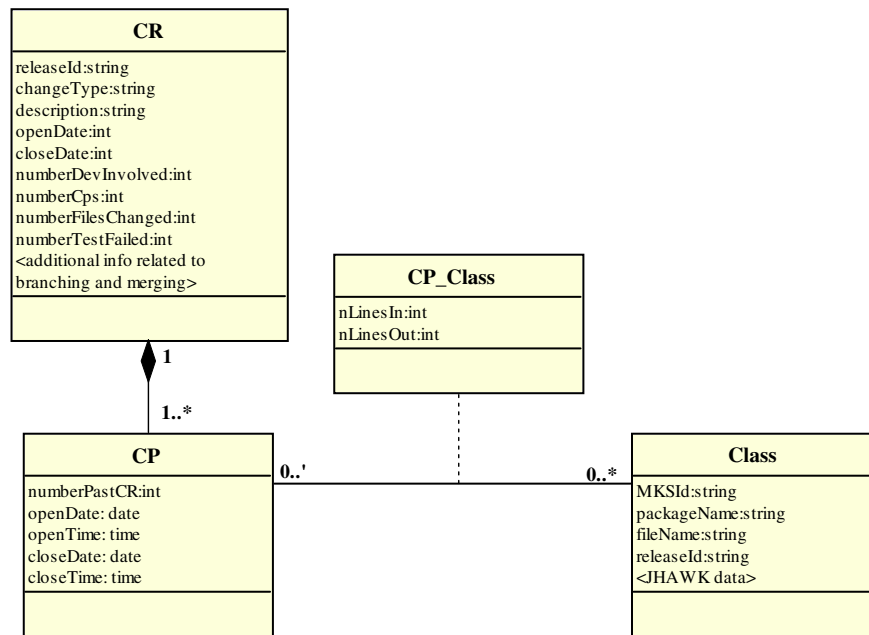 CR
releaseId:string
changeType:string
description:string
openDate:int
closeDate:int
numberDevInvolved:int
numberCps:int
numberFilesChanged:int
numberTestFailed:int
<additional info related to
branching and merging>
CP_Class
nLinesIn:int
nLinesOut:int
1
1..*
CP
numberPastCR:int
openDate: date
openTime: time
closeDate: date
closeTime: time
0..'
0..*
Class
MKSId:string
packageName:string
fileName:string
releaseId:string
<JHAWK data>